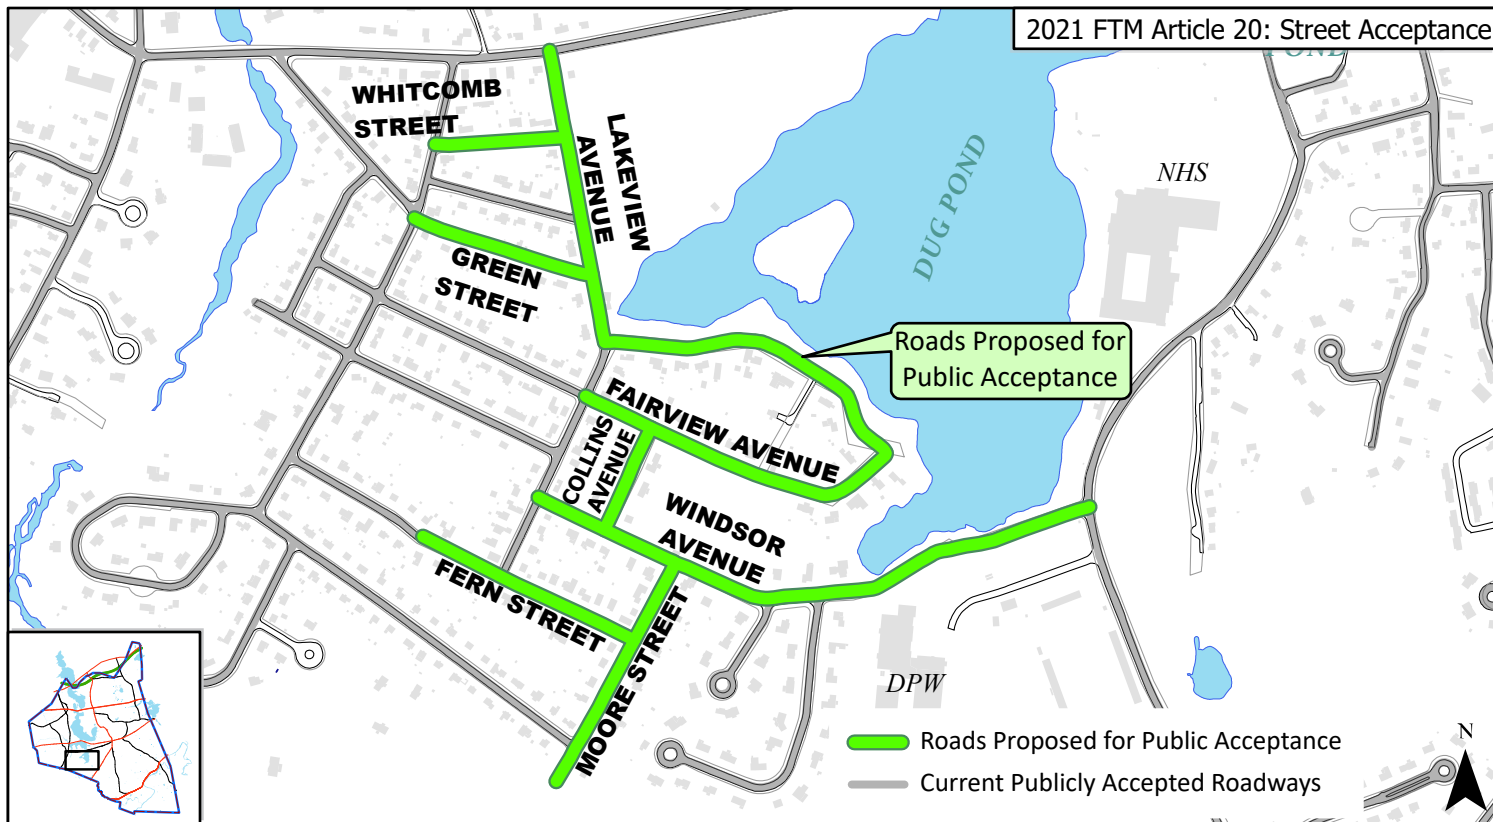 2021 FTM Article 20: Street Acceptance
POND
WHITCOMB
STREET
LAKEVIEW
AVENUE
DUG POND
NHS
GREEN
STREET
Roads Proposed for
Public Acceptance
FAIRVIEW AVENUE
COLLINS
AVENUE
WINDSOR
AVENUE
FERN STREET
MOORE STREET
DPW
Roads Proposed for Public Acceptance
Current Publicly Accepted Roadways
N